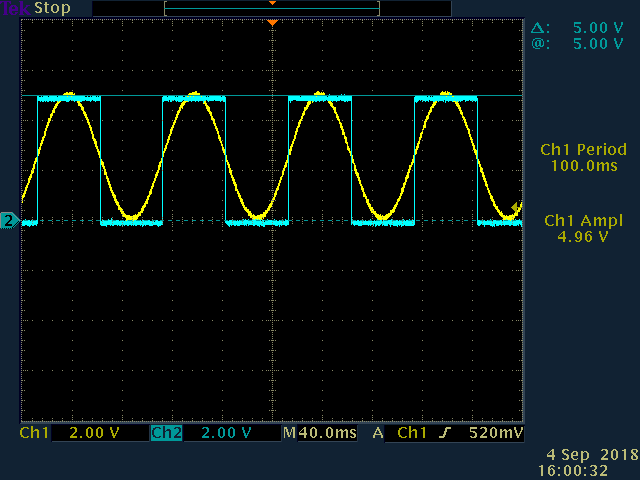 Tek Stop
Δ: 5.00 V
@: 5.00 V
Ch1 Period
100.0ms
Ch1 Ampl
4.96 V
2
Ch1 2.00 V Ch2 2.00 V M 40.0ms A Ch1 520mV
4 Sep 2018
16:00:32